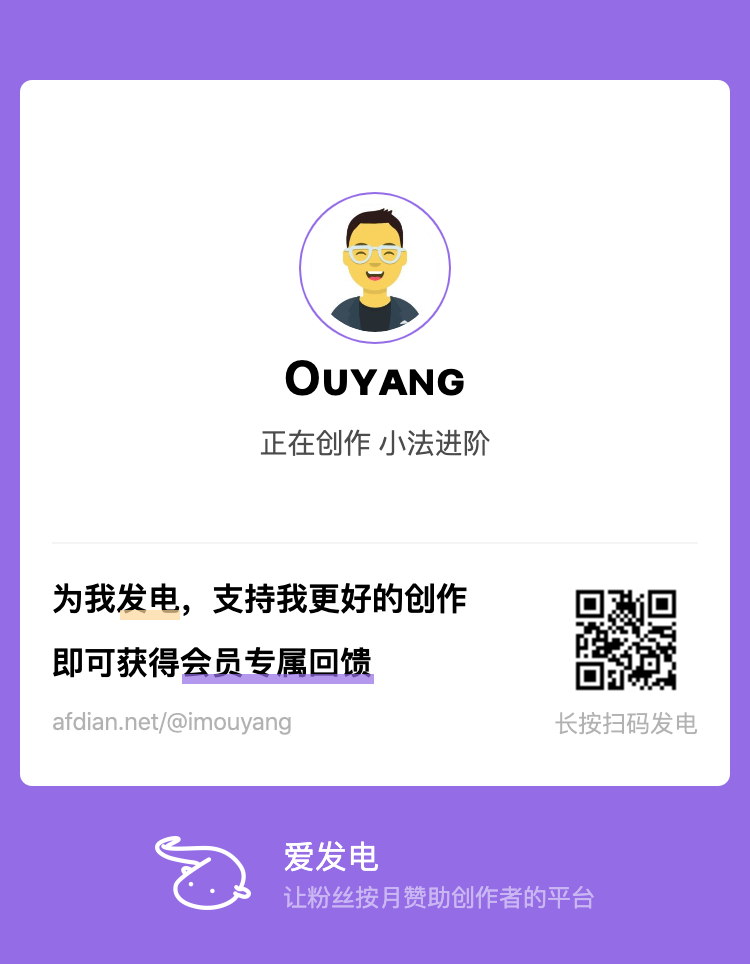 Ouyang
正在创作 小法进阶
为我发电，支持我更好的创作
即可获得会员专属回馈
afdian.net/@imouyang
长按扫码发电
爱发电
让粉丝按月赞助创作者的平台